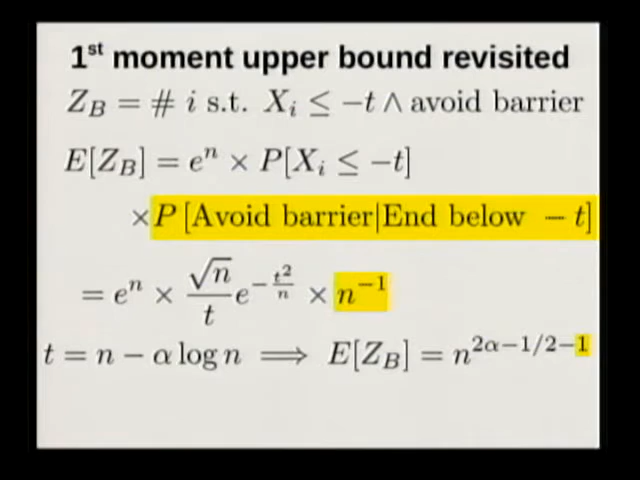 1st moment upper bound revisited
Z_B = # i s.t. X_i ≤ −t ∧ avoid barrier
E[Z_B] = e^n × P[X_i ≤ −t]
×P [Avoid barrier|End below − t]
= e^n × √n/t e^{−t²/n} × n^{−1}
t = n − α log n ⟹ E[Z_B] = n^{2α−1/2−1}